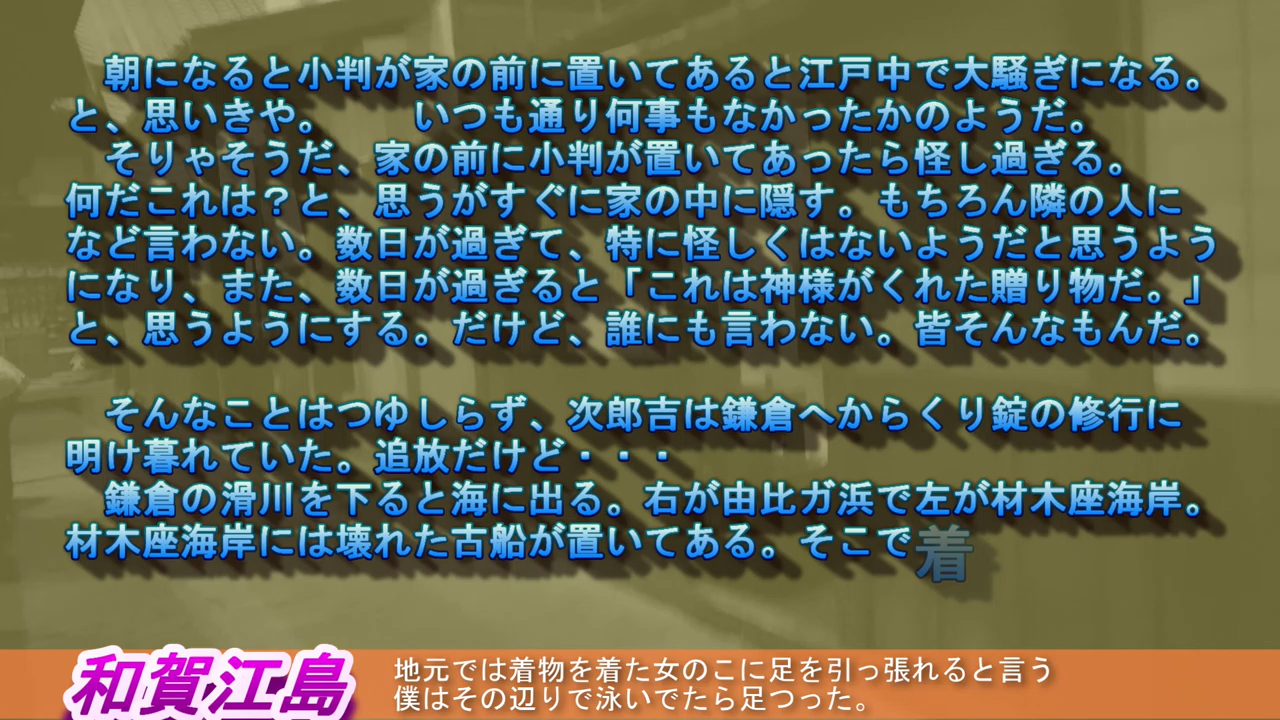 朝になると小判が家の前に置いてあると江戸中で大騒ぎになる。
と、思いきや。　　いつも通り何事もなかったかのようだ。
そりゃそうだ、家の前に小判が置いてあったら怪し過ぎる。
何だこれは？と、思うがすぐに家の中に隠す。もちろん隣の人に
など言わない。数日が過ぎて、特に怪しくはないようだと思うよう
になり、また、数日が過ぎると「これは神様がくれた贈り物だ。」
と、思うようにする。だけど、誰にも言わない。皆そんなもんだ。
そんなことはつゆしらず、次郎吉は鎌倉へからくり錠の修行に
明け暮れていた。追放だけど・・・
鎌倉の滑川を下ると海に出る。右が由比ガ浜で左が材木座海岸。
材木座海岸には壊れた古船が置いてある。そこで着
和賀江島
地元では着物を着た女のこに足を引っ張れると言う
僕はその辺りで泳いでたら足つった。